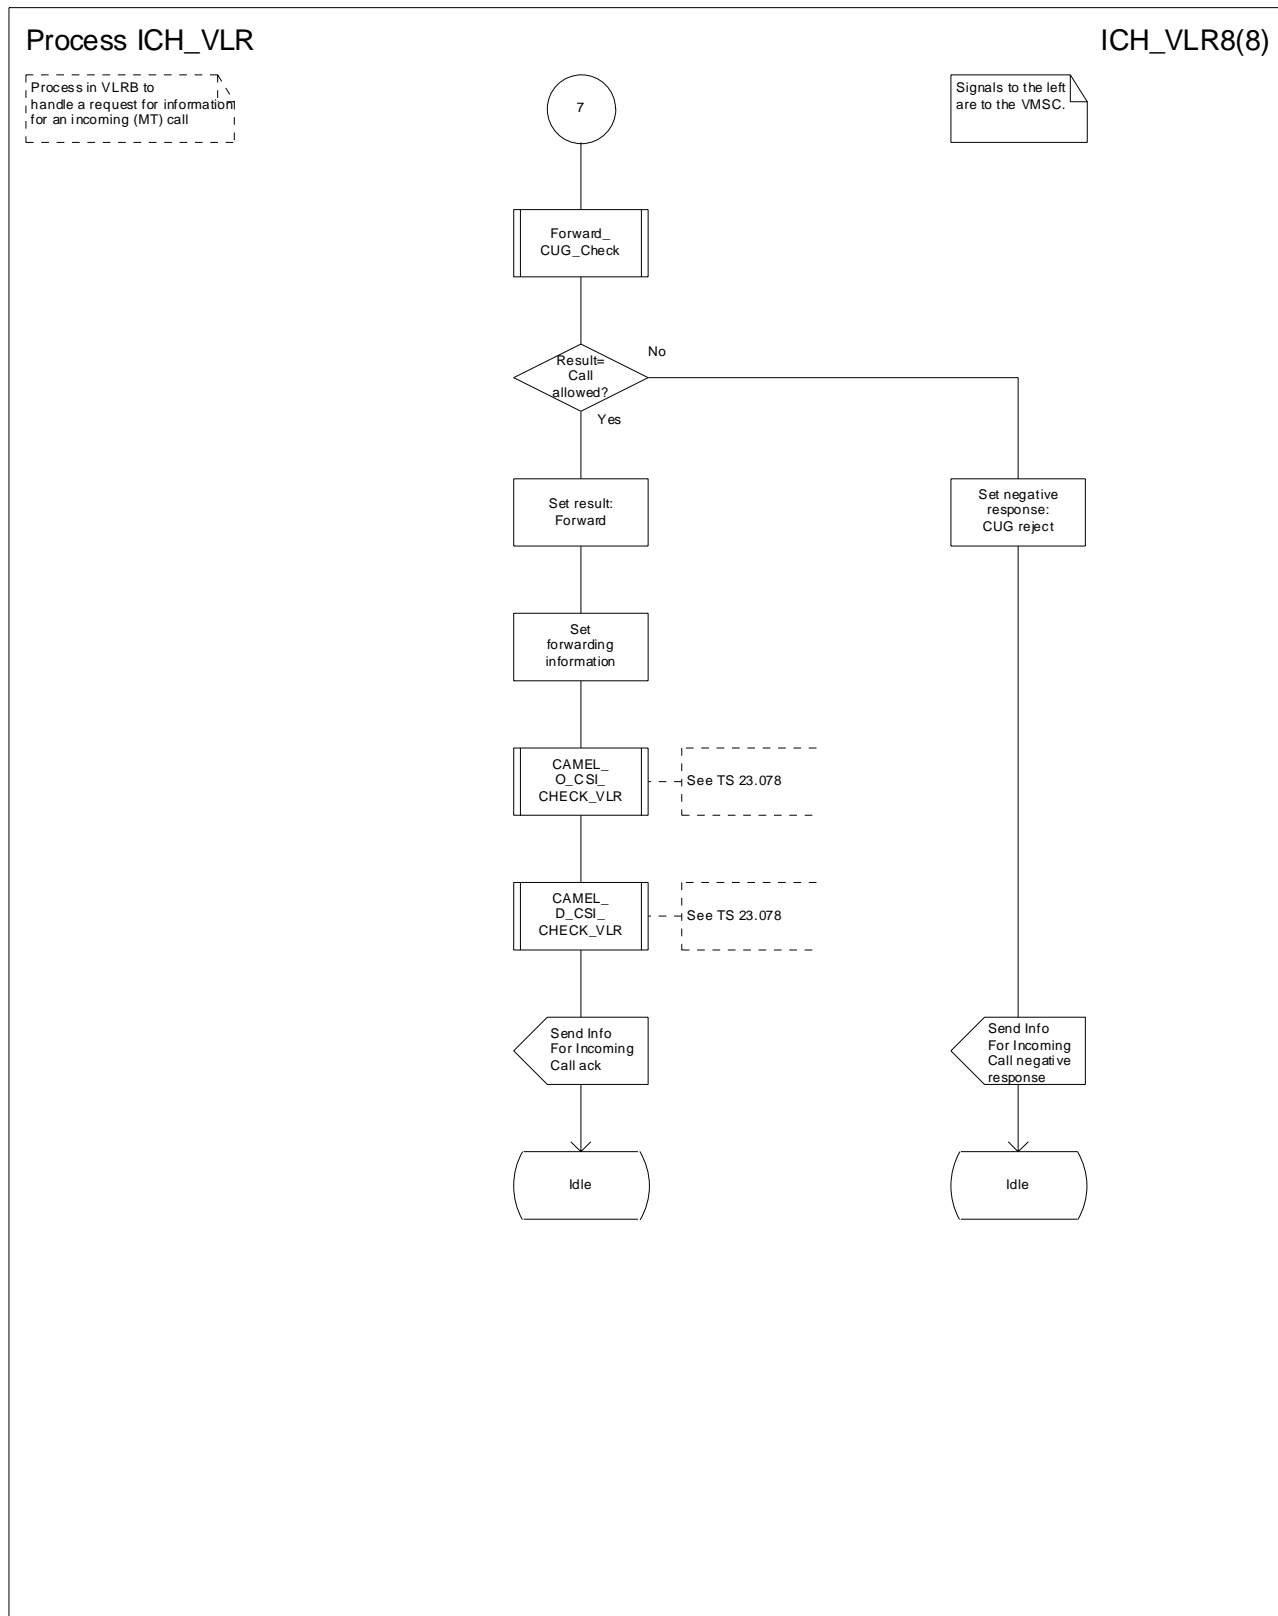 Process ICH_VLR
ICH_VLR8(8)
Process in VLRB to
handle a request for information
for an incoming (MT) call
7
Signals to the left
are to the VMSC.
Forward_
CUG_Check
Result=
Call
allowed?
No
Yes
Set result:
Forward
Set negative
response:
CUG reject
Set
forwarding
information
CAMEL_
O_CSI_
CHECK_VLR
See TS 23.078
CAMEL_
D_CSI_
CHECK_VLR
See TS 23.078
Send Info
For Incoming
Call ack
Send Info
For Incoming
Call negative
response
Idle
Idle